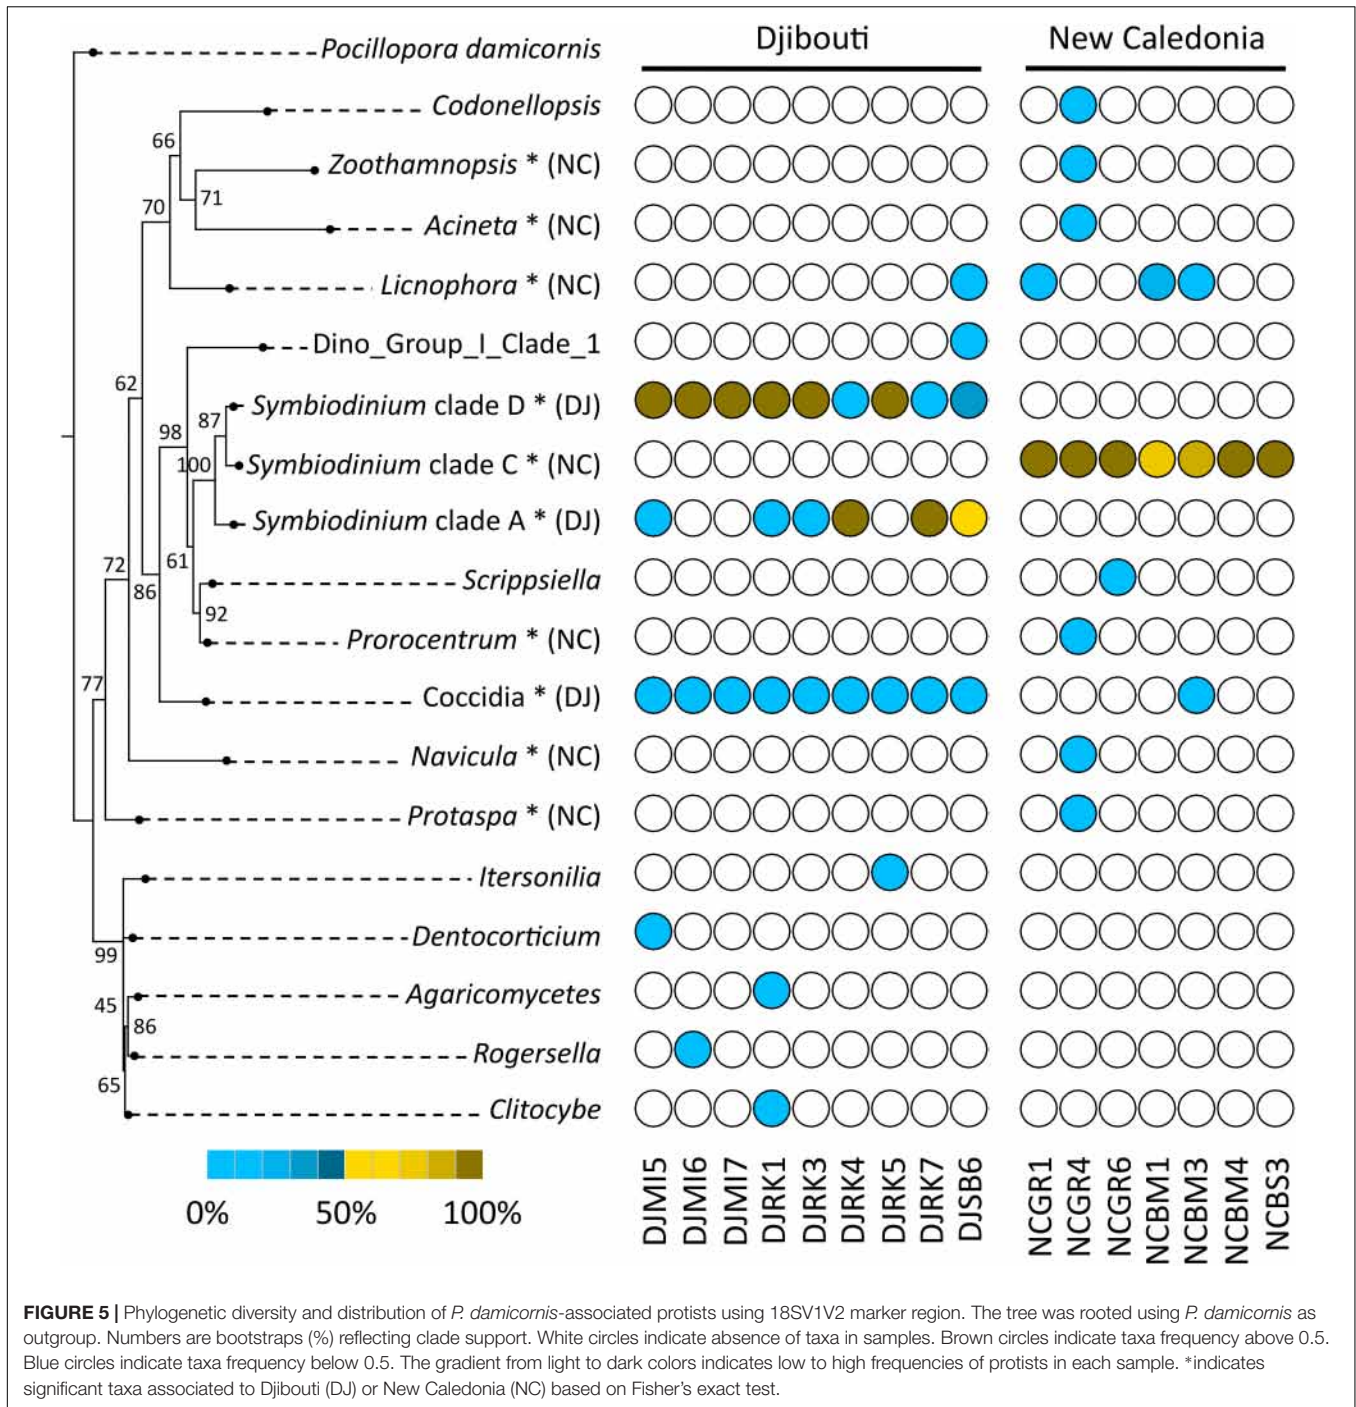 Djibouti
New Caledonia
Pocillopora damicornis
Codonellopsis
66
Zoothamnopsis * (NC)
71
70
Acineta * (NC)
Licnophora * (NC)
Dino_Group_I_Clade_1
62
Symbiodinium clade D * (DJ)
87
98
100
Symbiodinium clade C * (NC)
Symbiodinium clade A * (DJ)
72
61
Scrippsiella
86
92
Prorocentrum * (NC)
77
Coccidia * (DJ)
Navicula * (NC)
Protaspa * (NC)
Itersonilia
Dentocorticium
99
Agaricomycetes
45
86
Rogersella
65
Clitocybe
0%
50%
100%
DJMI5
DJMI6
DJMI7
DJRK1
DJRK3
DJRK4
DJRK5
DJRK7
DJSB6
NCGR1
NCGR4
NCGR6
NCBM1
NCBM3
NCBM4
NCBS3
FIGURE 5 | Phylogenetic diversity and distribution of P. damicornis-associated protists using 18SV1V2 marker region. The tree was rooted using P. damicornis as
outgroup. Numbers are bootstraps (%) reflecting clade support. White circles indicate absence of taxa in samples. Brown circles indicate taxa frequency above 0.5.
Blue circles indicate taxa frequency below 0.5. The gradient from light to dark colors indicates low to high frequencies of protists in each sample. *indicates
significant taxa associated to Djibouti (DJ) or New Caledonia (NC) based on Fisher's exact test.